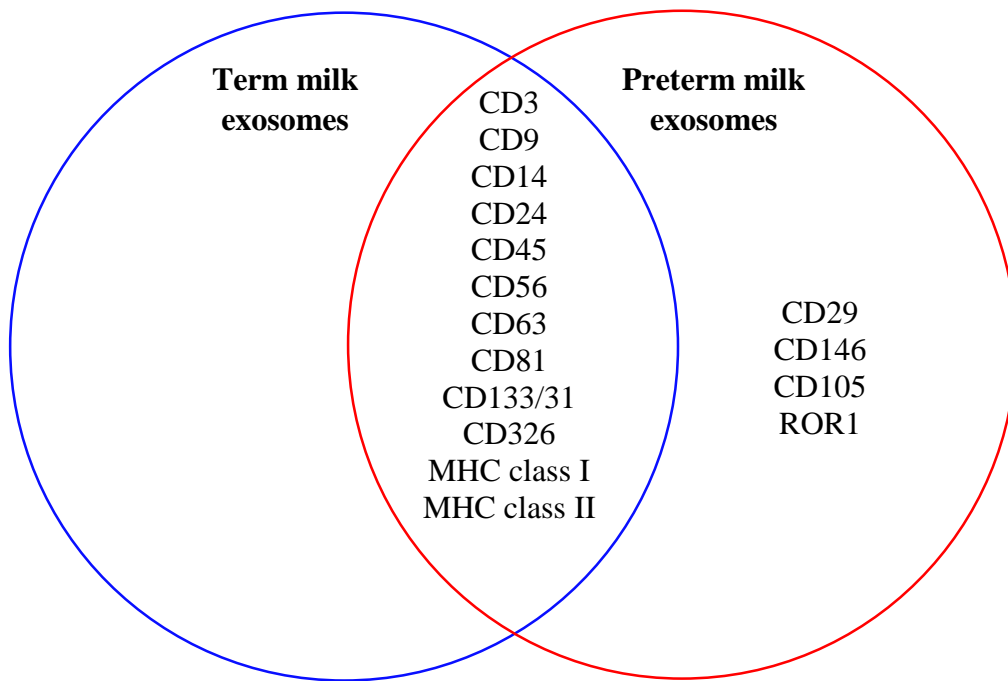 Term milk
exosomes
Preterm milk
exosomes
CD3
CD9
CD14
CD24
CD45
CD56
CD63
CD81
CD133/31
CD326
MHC class I
MHC class II
CD29
CD146
CD105
ROR1